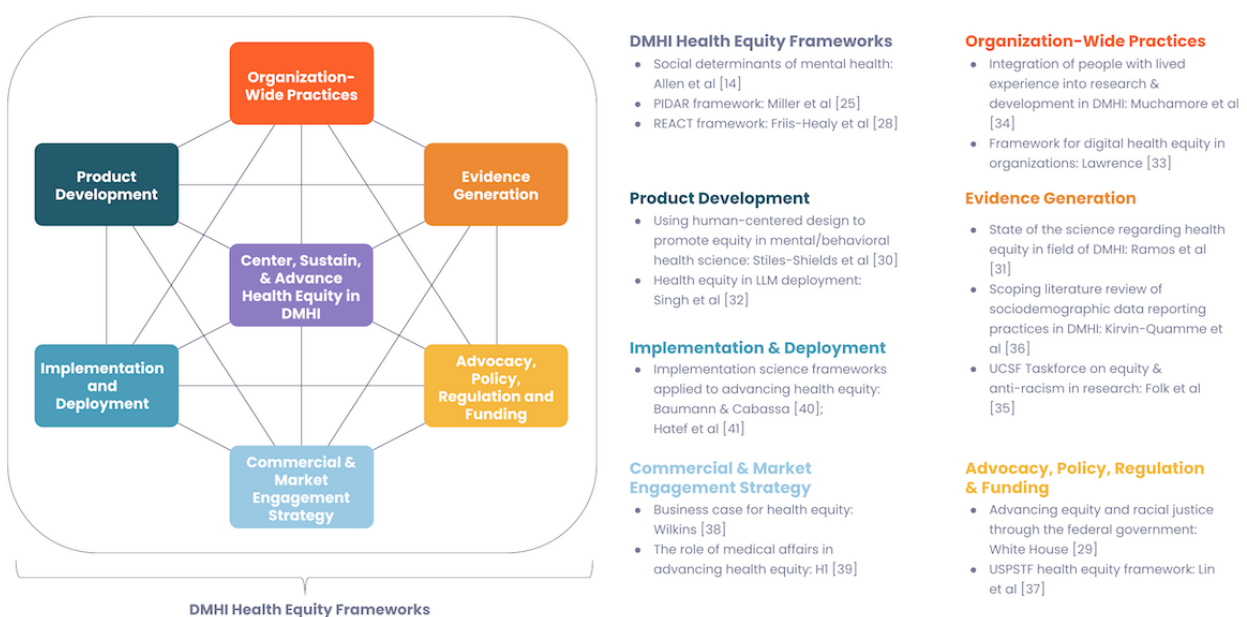 Organization-
Wide Practices
Product
Development
Evidence
Generation
Center, Sustain,
& Advance
Health Equity in
DMHI
Implementation
and
Deployment
Advocacy,
Policy,
Regulation and
Funding
Commercial &
Market
Engagement
Strategy
DMHI Health Equity Frameworks
DMHI Health Equity Frameworks
● Social determinants of mental health:
Allen et al [14]
● PIDAR framework: Miller et al [25]
● REACT framework: Friis-Healy et al [28]
Organization-Wide Practices
● Integration of people with lived
experience into research &
development in DMHI: Muchamore et al
[34]
● Framework for digital health equity in
organizations: Lawrence [33]
Product Development
● Using human-centered design to
promote equity in mental/behavioral
health science: Stiles-Shields et al [30]
● Health equity in LLM deployment:
Singh et al [32]
Evidence Generation
● State of the science regarding health
equity in field of DMHI: Ramos et al
[31]
● Scoping literature review of
sociodemographic data reporting
practices in DMHI: Kirvin-Quamme et
al [36]
● UCSF Taskforce on equity &
anti-racism in research: Folk et al
[35]
Implementation & Deployment
● Implementation science frameworks
applied to advancing health equity:
Baumann & Cabassa [40];
Hatef et al [41]
Commercial & Market
Engagement Strategy
● Business case for health equity:
Wilkins [38]
● The role of medical affairs in
advancing health equity: H1 [39]
Advocacy, Policy, Regulation
& Funding
● Advancing equity and racial justice
through the federal government:
White House [29]
● USPSTF health equity framework: Lin
et al [37]